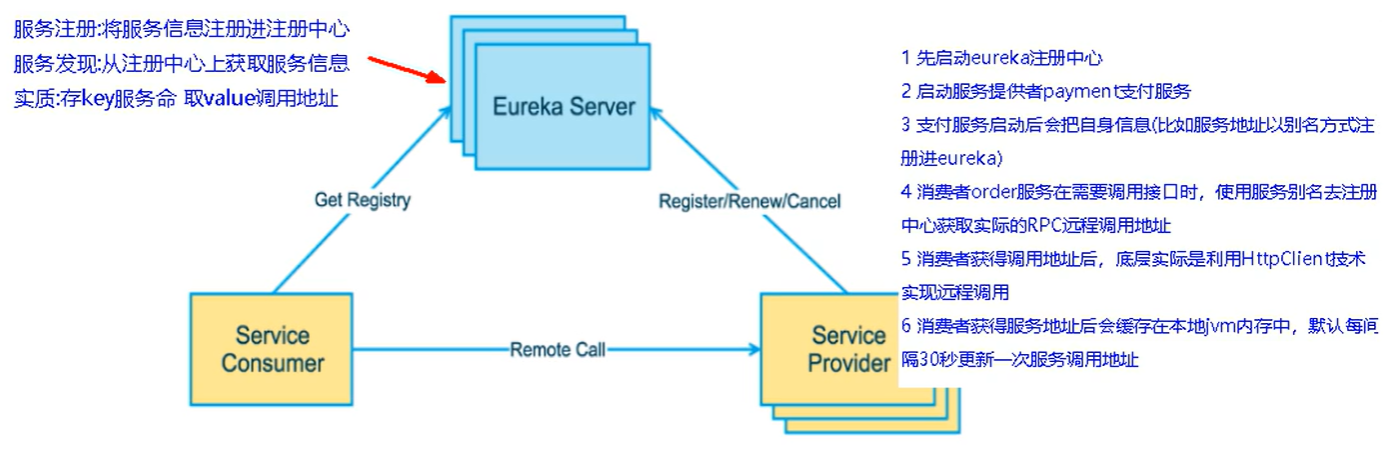 服务注册:将服务信息注册进注册中心
服务发现:从注册中心上获取服务信息
实质:存key服务命 取value调用地址
Eureka Server
Get Registry
Register/Renew/Cancel
Service
Consumer
Remote Call
Service
Provider
1 先启动eureka注册中心
2 启动服务提供者payment支付服务
3 支付服务启动后会把自身信息(比如服务地址以别名方式注
册进eureka)
4 消费者order服务在需要调用接口时，使用服务别名去注册
中心获取实际的RPC远程调用地址
5 消费者获得调用地址后，底层实际是利用HttpClient技术
实现远程调用
6 消费者获得服务地址后会缓存在本地jvm内存中，默认每间
隔30秒更新一次服务调用地址